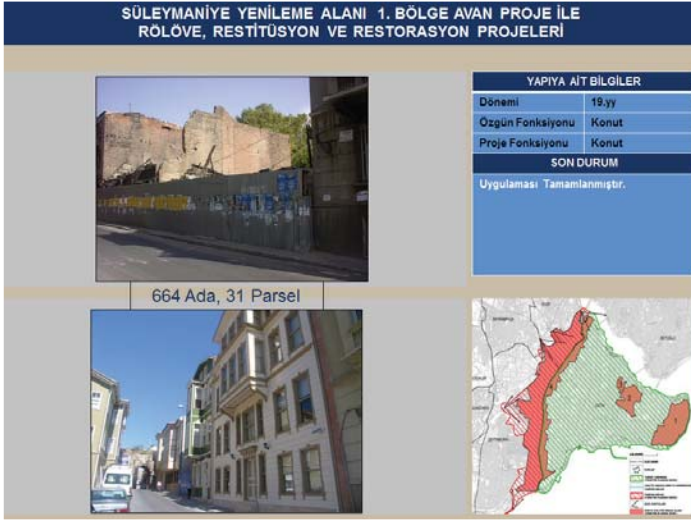 SÜLEYMANİYE YENİLEME ALANI 1. BÖLGE AVAN PROJE İLE
RÖLÖVE, RESTİTÜSYON VE RESTORASYON PROJELERİ
YAPIYA AİT BİLGİLER
Dönemi 19.yy
Özgün Fonksiyonu Konut
Proje Fonksiyonu Konut
SON DURUM
Uygulaması Tamamlanmıştır.
664 Ada, 31 Parsel